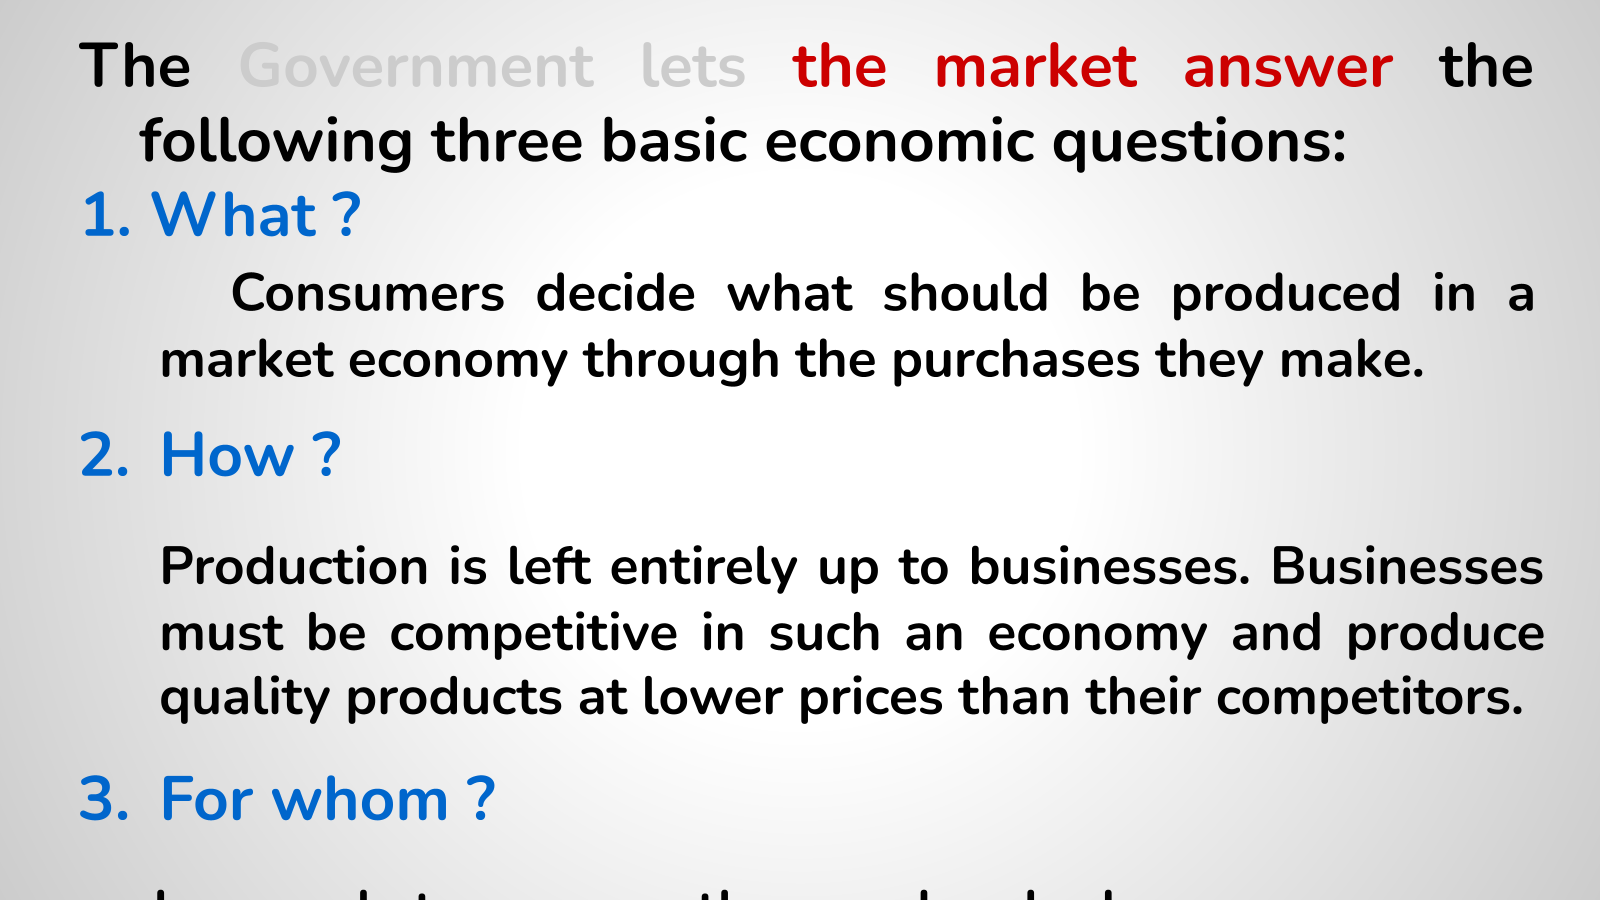 The Government lets the market answer the
following three basic economic questions:
1. What ?
Consumers decide what should be produced in a
market economy through the purchases they make.
2. How ?
Production is left entirely up to businesses. Businesses
must be competitive in such an economy and produce
quality products at lower prices than their competitors.
3. For whom ?